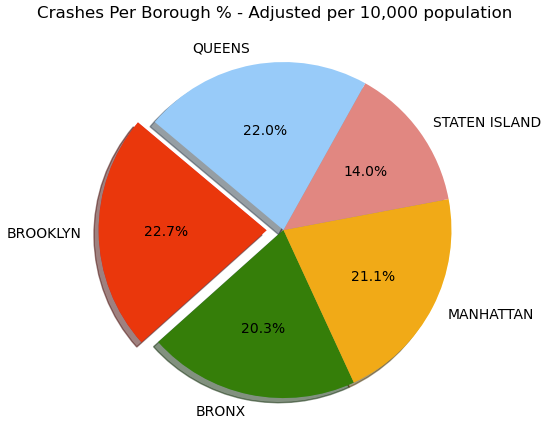 Crashes Per Borough % - Adjusted per 10,000 population
QUEENS
22.0%
STATEN ISLAND
14.0%
BROOKLYN
22.7%
21.1%
MANHATTAN
20.3%
BRONX